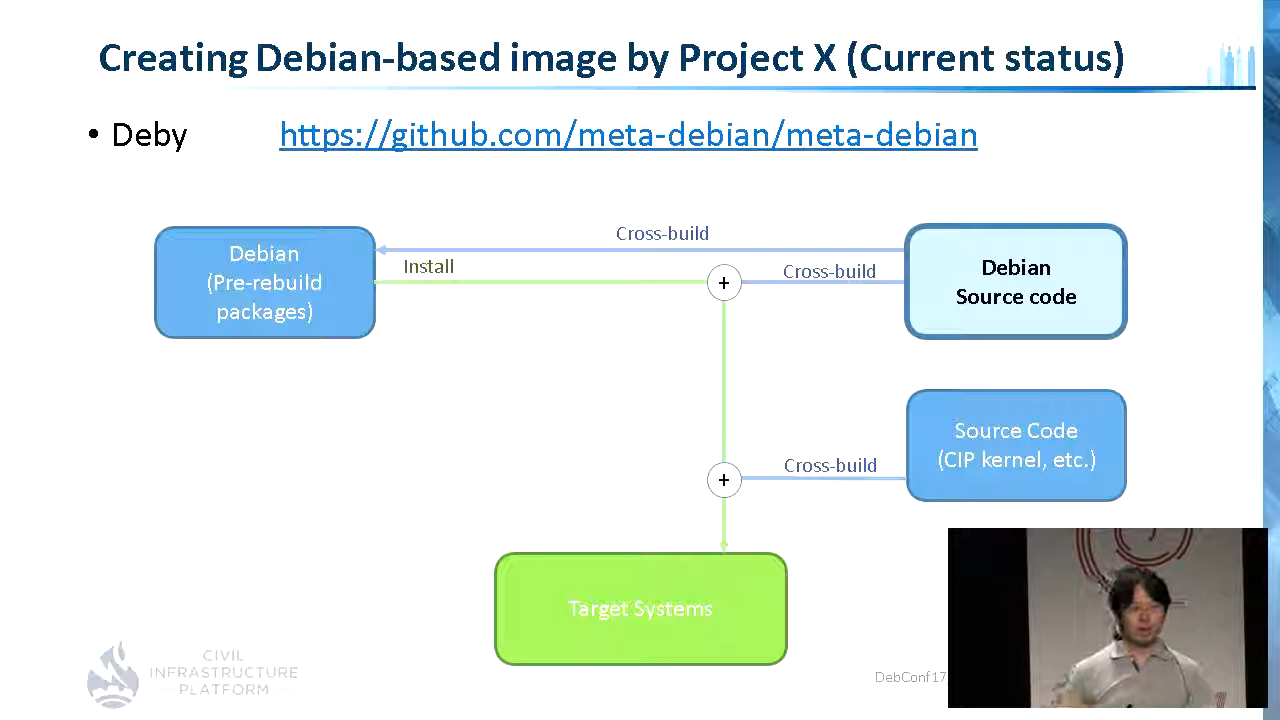 Creating Debian-based image by Project X (Current status)
• Deby https://github.com/meta-debian/meta-debian
Cross-build
Debian
(Pre-rebuild
packages)
Install
Cross-build
+
Debian
Source code
Source Code
(CIP kernel, etc.)
Cross-build
+
Target Systems
CIVIL
INFRASTRUCTURE
PLATFORM
DebConf17